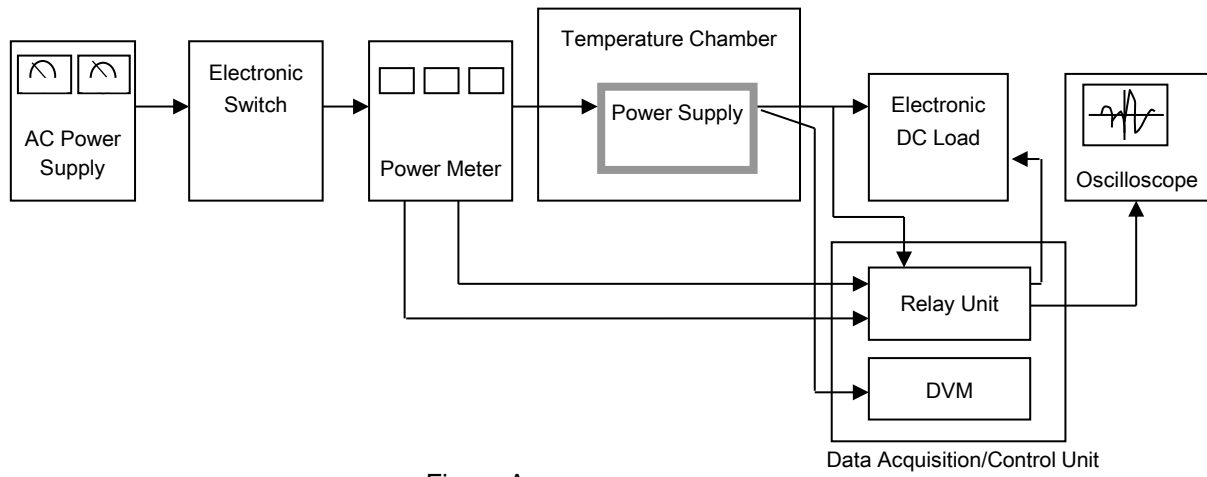 AC Power
Supply
Electronic
Switch
Power Meter
Temperature Chamber
Power Supply
Electronic
DC Load
Oscilloscope
Relay Unit
DVM
Data Acquisition/Control Unit
Figure A